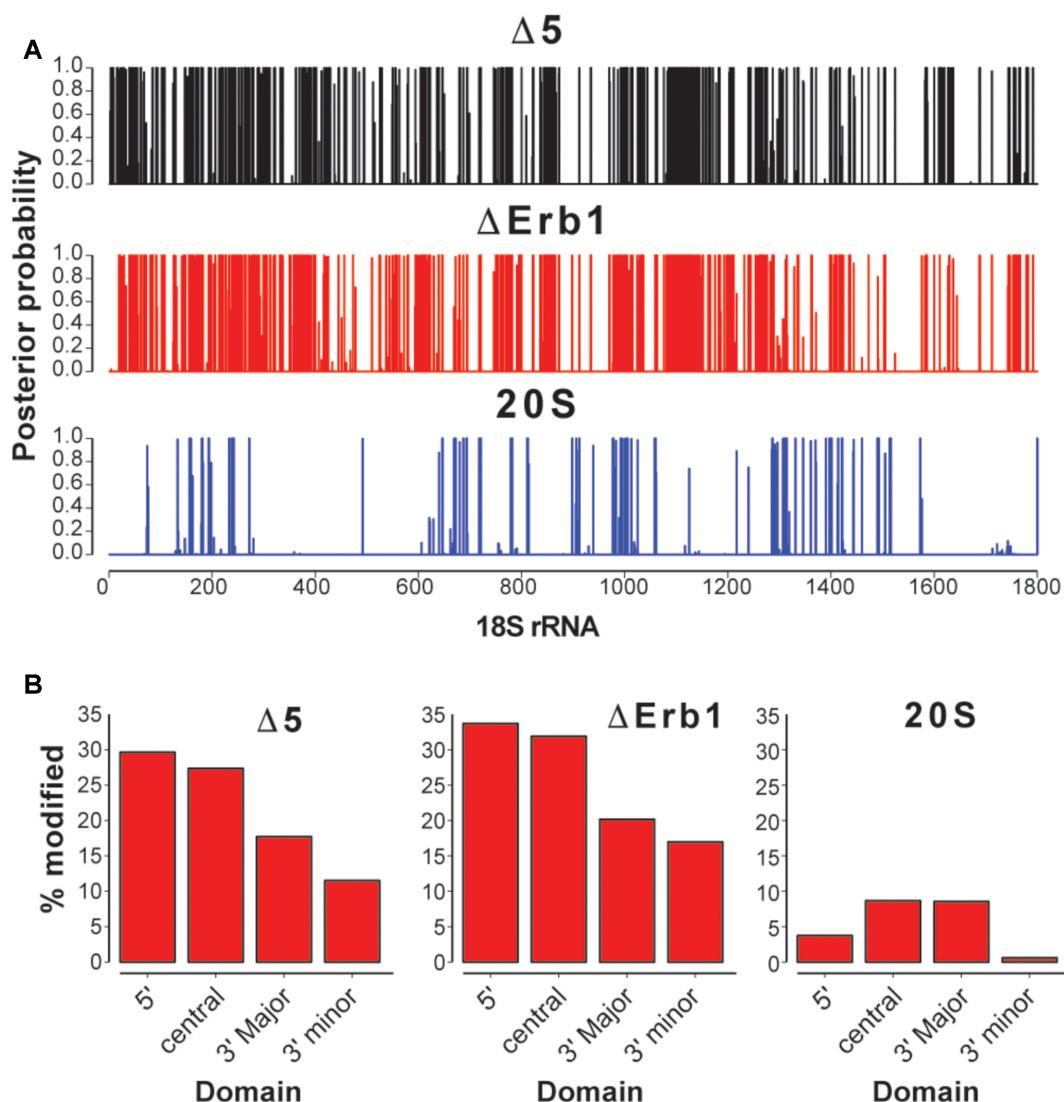 A
Δ5
1.0
0.8
0.6
0.4
0.2
0.0
ΔErb1
1.0
0.8
0.6
0.4
0.2
0.0
20S
1.0
0.8
0.6
0.4
0.2
0.0
Posterior probability
0 200 400 600 800 1000 1200 1400 1600 1800
18S rRNA
B
Δ5
35
30
25
20
15
10
5
0
% modified
5' central 3' Major 3' minor
Domain
ΔErb1
35
30
25
20
15
10
5
0
5' central 3' Major 3' minor
Domain
20S
35
30
25
20
15
10
5
0
5' central 3' Major 3' minor
Domain